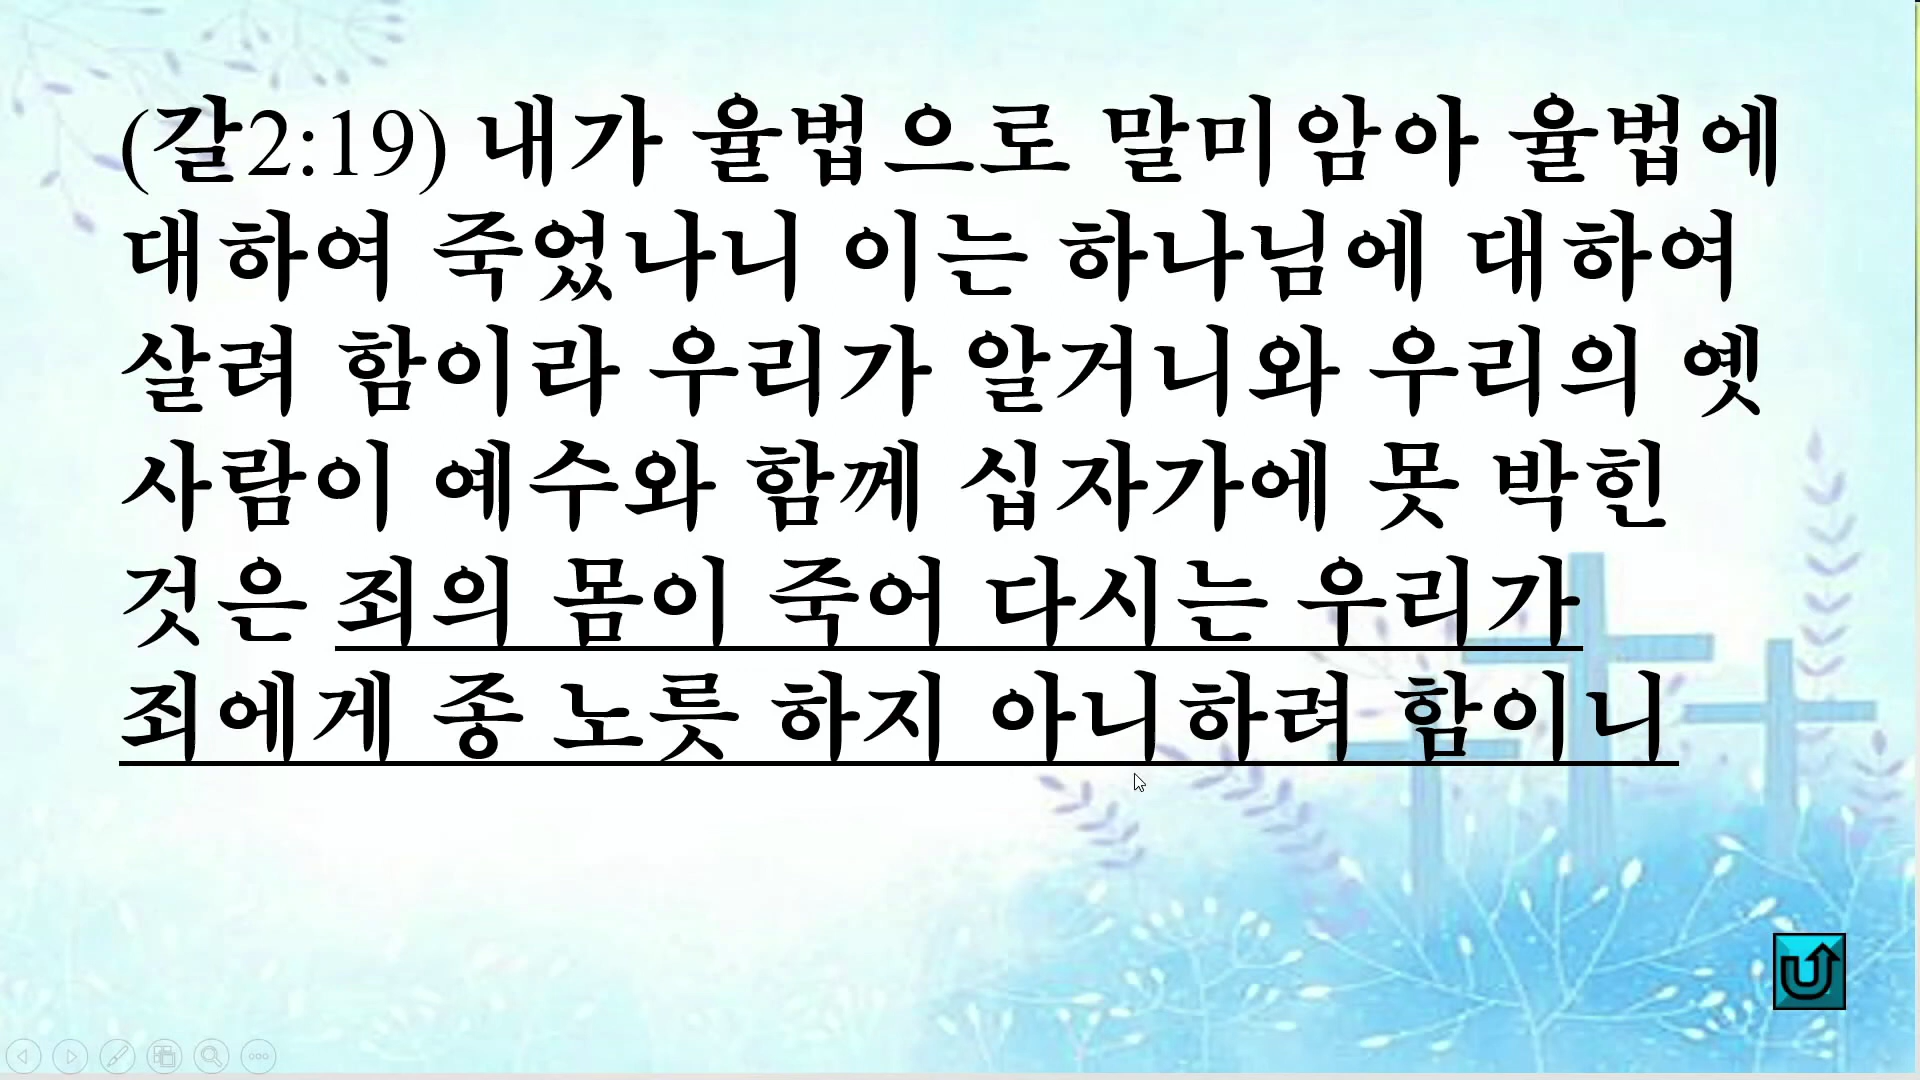 (갈2:19) 내가 율법으로 말미암아 율법에
대하여 죽었나니 이는 하나님에 대하여
살려 함이라 우리가 알거니와 우리의 옛
사람이 예수와 함께 십자가에 못 박힌
것은 죄의 몸이 죽어 다시는 우리가
죄에게 종 노릇 하지 아니하려 함이니